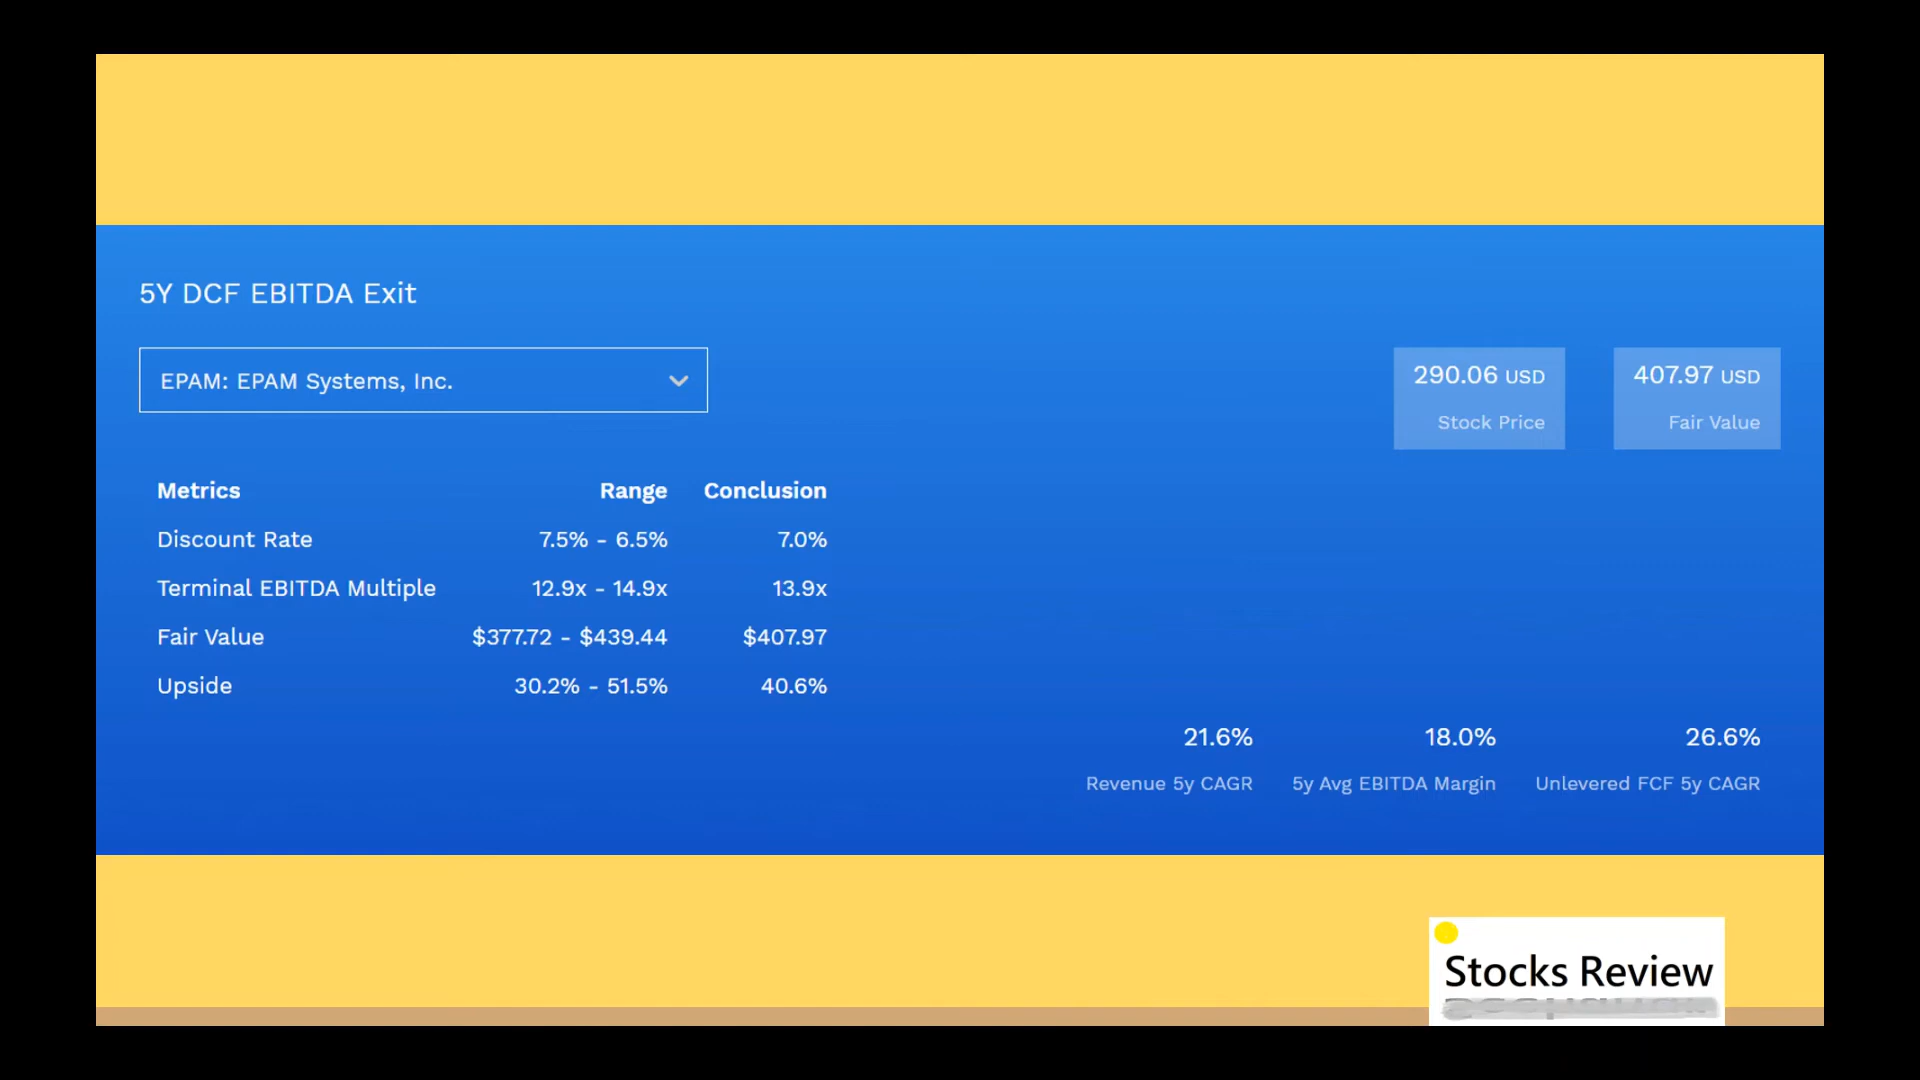 5Y DCF EBITDA Exit
EPAM: EPAM Systems, Inc.
290.06 USD
Stock Price
407.97 USD
Fair Value
Metrics Range Conclusion
Discount Rate 7.5% - 6.5% 7.0%
Terminal EBITDA Multiple 12.9x - 14.9x 13.9x
Fair Value $377.72 - $439.44 $407.97
Upside 30.2% - 51.5% 40.6%
21.6% 18.0% 26.6%
Revenue 5y CAGR 5y Avg EBITDA Margin Unlevered FCF 5y CAGR
Stocks Review